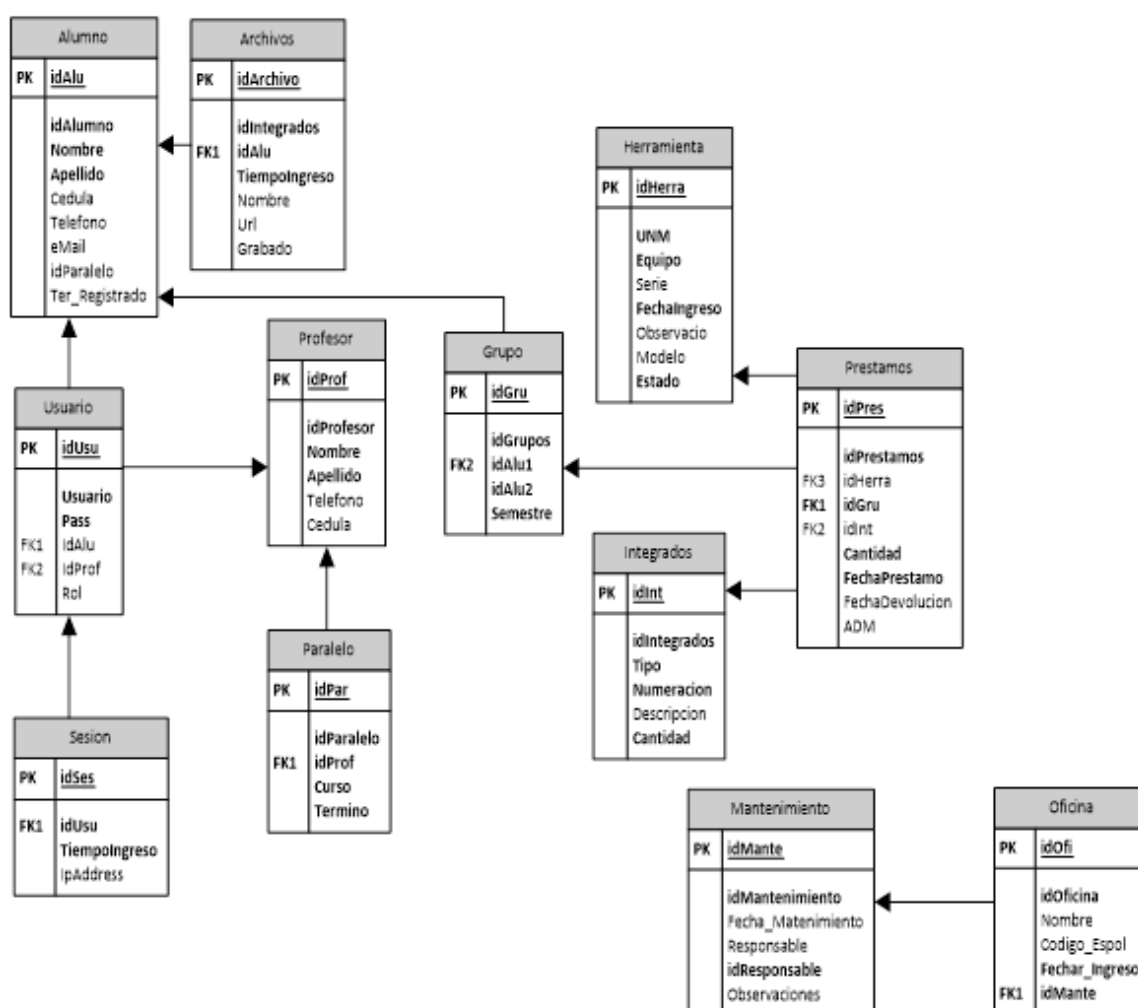 Alumno
PK idAlu
idAlumno
Nombre
Apellido
Cedula
Telefono
eMail
idParalelo
Ter_Registrado
Archivos
PK idArchivo
idIntegrados
FK1 idAlu
TiempoIngreso
Nombre
Url
Grabado
Herramienta
PK idHerra
UNM
Equipo
Serie
FechaIngreso
Observacio
Modelo
Estado
Profesor
PK idProf
idProfesor
Nombre
Apellido
Telefono
Cedula
Grupo
PK idGru
idGrupos
FK2 idAlu1
idAlu2
Semestre
Prestamos
PK idPres
idPrestamos
FK3 idHerra
FK1 idGru
FK2 idInt
Cantidad
FechaPrestamo
FechaDevolucion
ADM
Usuario
PK idUsu
Usuario
Pass
FK1 IdAlu
FK2 IdProf
Rol
Integrados
PK idInt
idIntegrados
Tipo
Numeracion
Descripcion
Cantidad
Paralelo
PK idPar
idParalelo
FK1 idProf
Curso
Termino
Sesion
PK idSes
FK1 idUsu
TiempoIngreso
IpAddress
Mantenimiento
PK idMante
idMantenimiento
Fecha_Matenimiento
Responsable
idResponsable
Observaciones
Oficina
PK idOfi
idOficina
Nombre
Codigo_Espol
Fechar_Ingreso
FK1 idMante